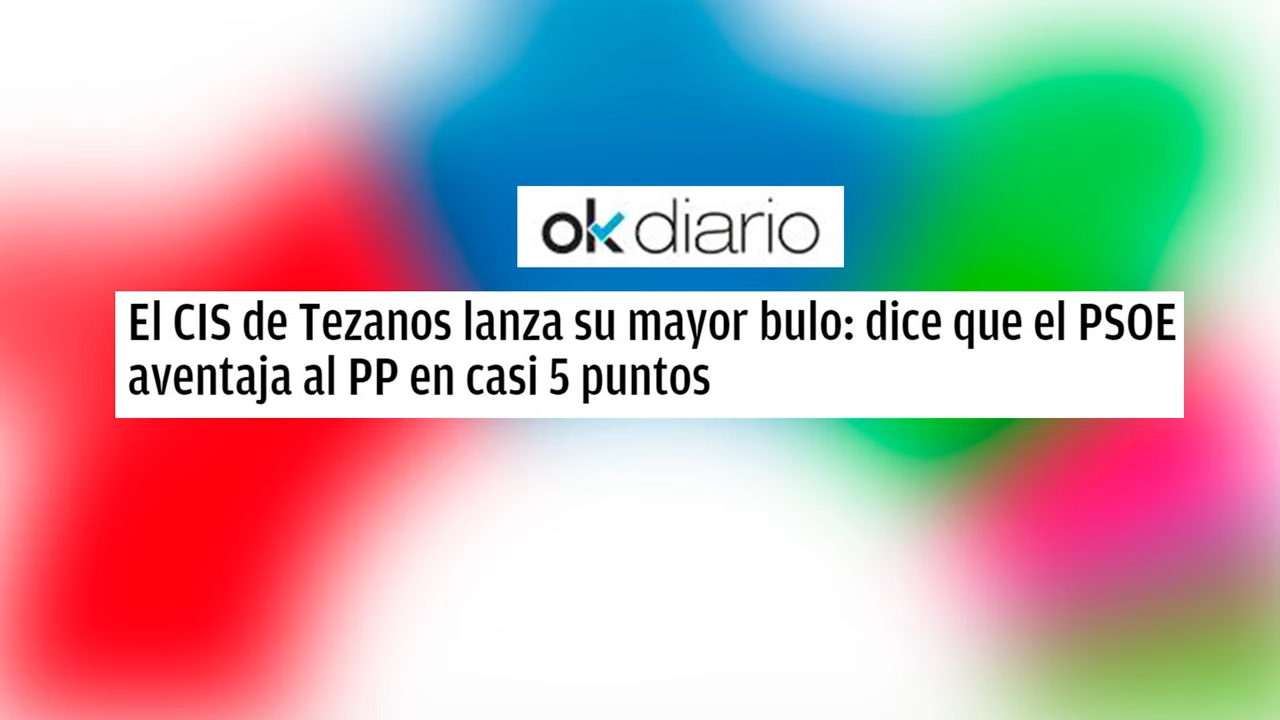 ok diario
El CIS de Tezanos lanza su mayor bulo: dice que el PSOE
aventaja al PP en casi 5 puntos